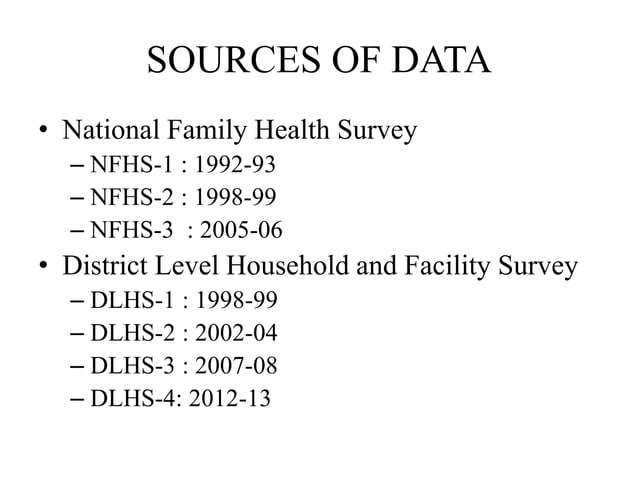 SOURCES OF DATA
• National Family Health Survey
– NFHS-1 : 1992-93
– NFHS-2 : 1998-99
– NFHS-3  : 2005-06
• District Level Household and Facility Survey
– DLHS-1 : 1998-99
– DLHS-2 : 2002-04
– DLHS-3 : 2007-08
– DLHS-4: 2012-13